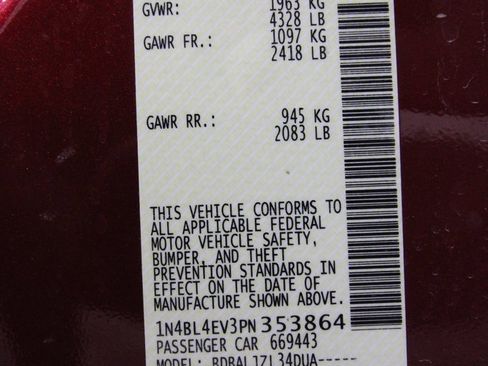 GVWR: 1963 KG
4328 LB
GAWR FR.: 1097 KG
2418 LB
GAWR RR.: 945 KG
2083 LB
THIS VEHICLE CONFORMS TO
ALL APPLICABLE FEDERAL
MOTOR VEHICLE SAFETY,
BUMPER, AND THEFT
PREVENTION STANDARDS IN
EFFECT ON THE DATE OF
MANUFACTURE SHOWN ABOVE.
1N4BL4EV3PN353864
PASSENGER CAR 669443
MODEL: BDBAL1ZL34DUA-----